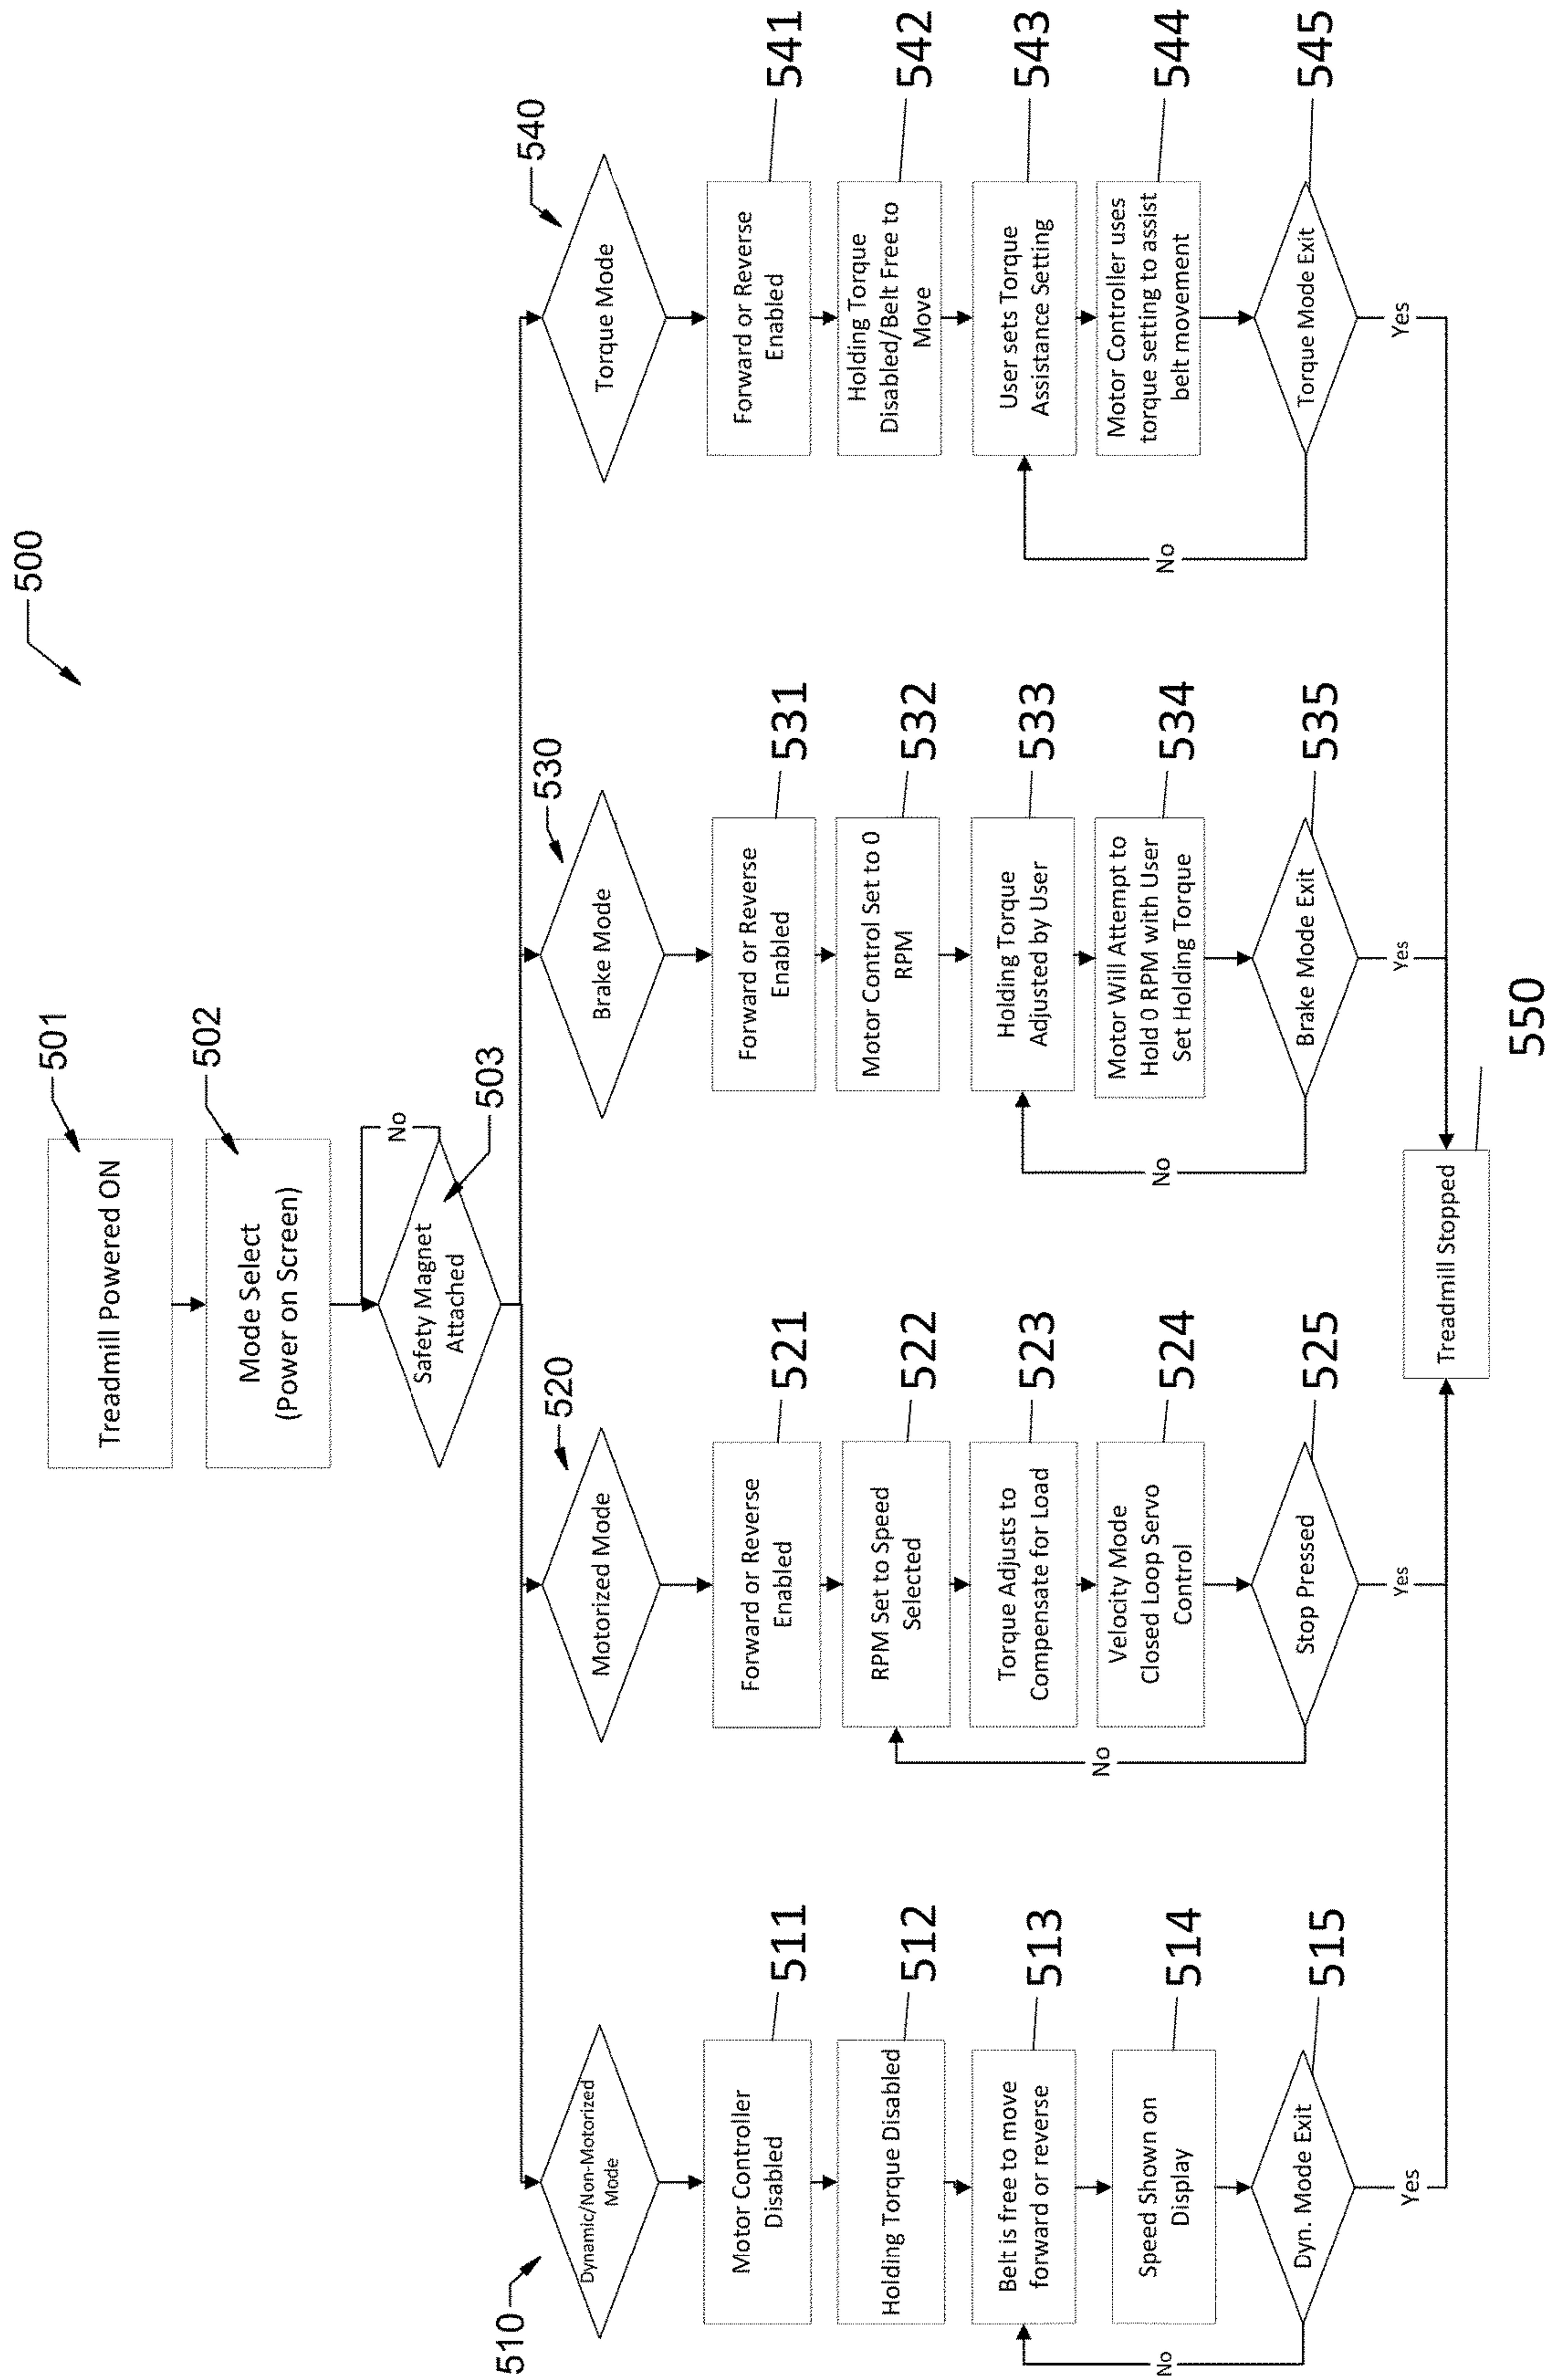 500
501
Treadmill Powered ON
502
Mode Select
(Power on Screen)
503
Safety Magnet
Attached
No
510
Dynamic/Non-Motorized
Mode
511
Motor Controller
Disabled
512
Holding Torque Disabled
513
Belt is free to move
forward or reverse
514
Speed Shown on
Display
515
Dyn. Mode Exit
No
Yes
520
Motorized Mode
521
Forward or Reverse
Enabled
522
RPM Set to Speed
Selected
523
Torque Adjusts to
Compensate for Load
524
Velocity Mode
Closed Loop Servo
Control
525
Stop Pressed
No
Yes
530
Brake Mode
531
Forward or Reverse
Enabled
532
Motor Control Set to 0
RPM
533
Holding Torque
Adjusted by User
534
Motor Will Attempt to
Hold 0 RPM with User
Set Holding Torque
535
Brake Mode Exit
No
Yes
540
Torque Mode
541
Forward or Reverse
Enabled
542
Holding Torque
Disabled/Belt Free to
Move
543
User sets Torque
Assistance Setting
544
Motor Controller uses
torque setting to assist
belt movement
545
Torque Mode Exit
No
Yes
Treadmill Stopped
550